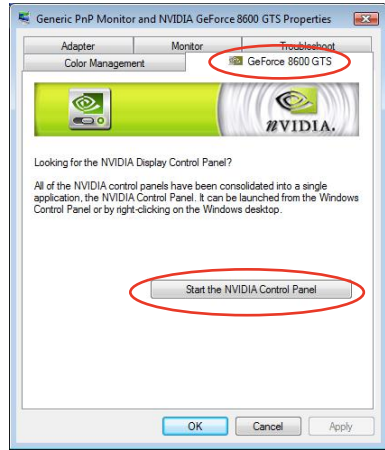 Generic PnP Monitor and NVIDIA GeForce 8600 GTS Properties
Adapter Monitor Troubleshoot
Color Management GeForce 8600 GTS
NVIDIA.
Looking for the NVIDIA Display Control Panel?
All of the NVIDIA control panels have been consolidated into a single
application, the NVIDIA Control Panel. It can be launched from the Windows
Control Panel or by right-clicking on the Windows desktop.
Start the NVIDIA Control Panel
OK Cancel Apply